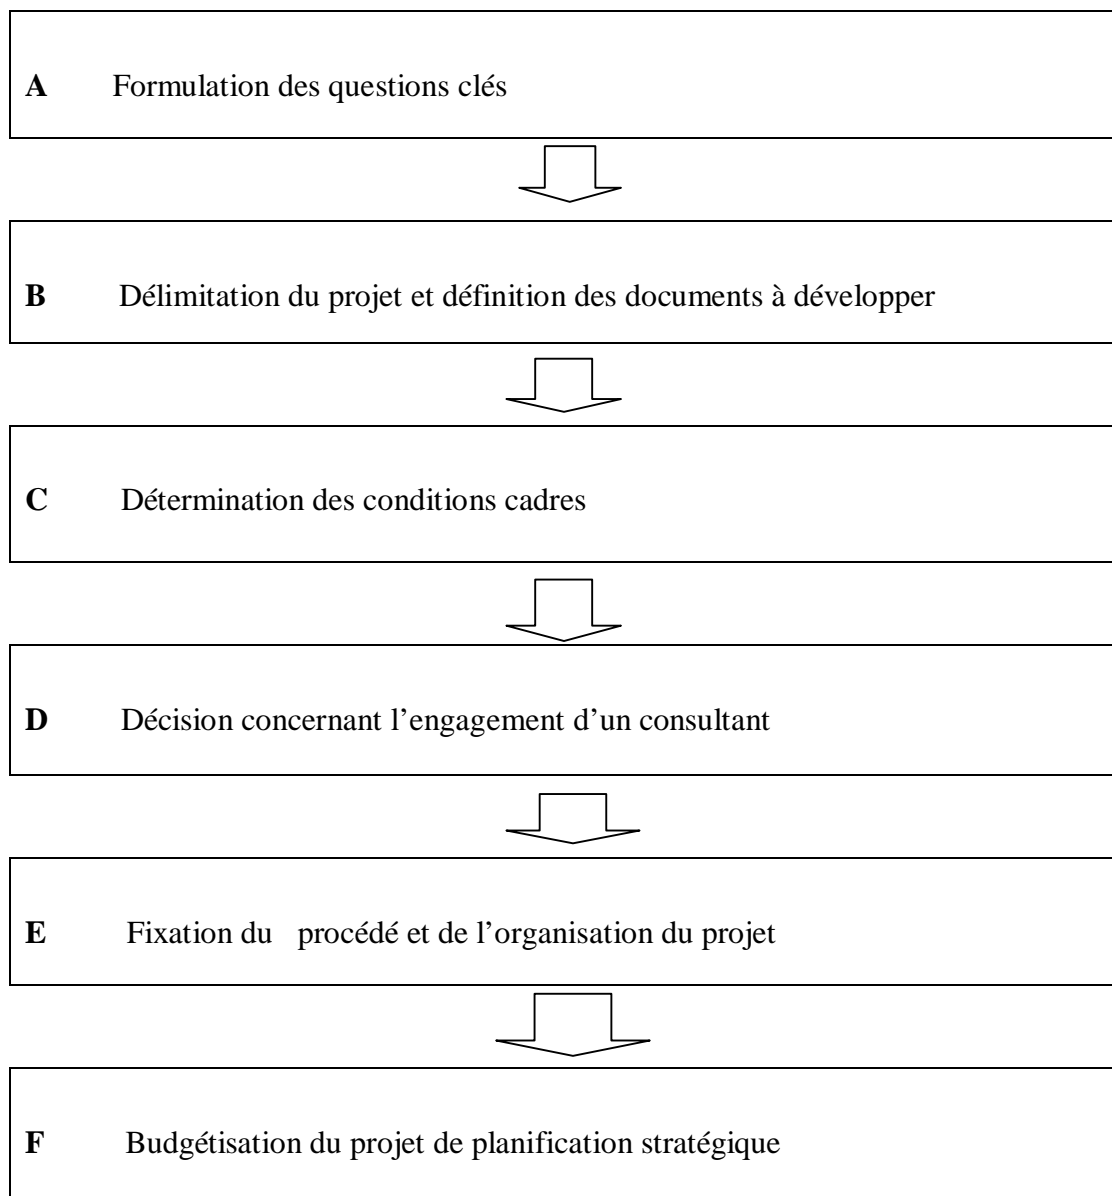 A Formulation des questions clés
B Délimitation du projet et définition des documents à développer
C Détermination des conditions cadres
D Décision concernant l’engagement d’un consultant
E Fixation du procédé et de l’organisation du projet
F Budgétisation du projet de planification stratégique